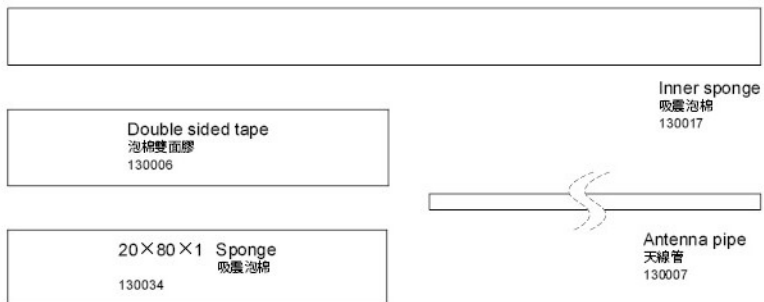 Inner sponge
吸震泡棉
130017
Double sided tape
泡棉雙面膠
130006
20×80×1 Sponge
吸震泡棉
130034
Antenna pipe
天線管
130007